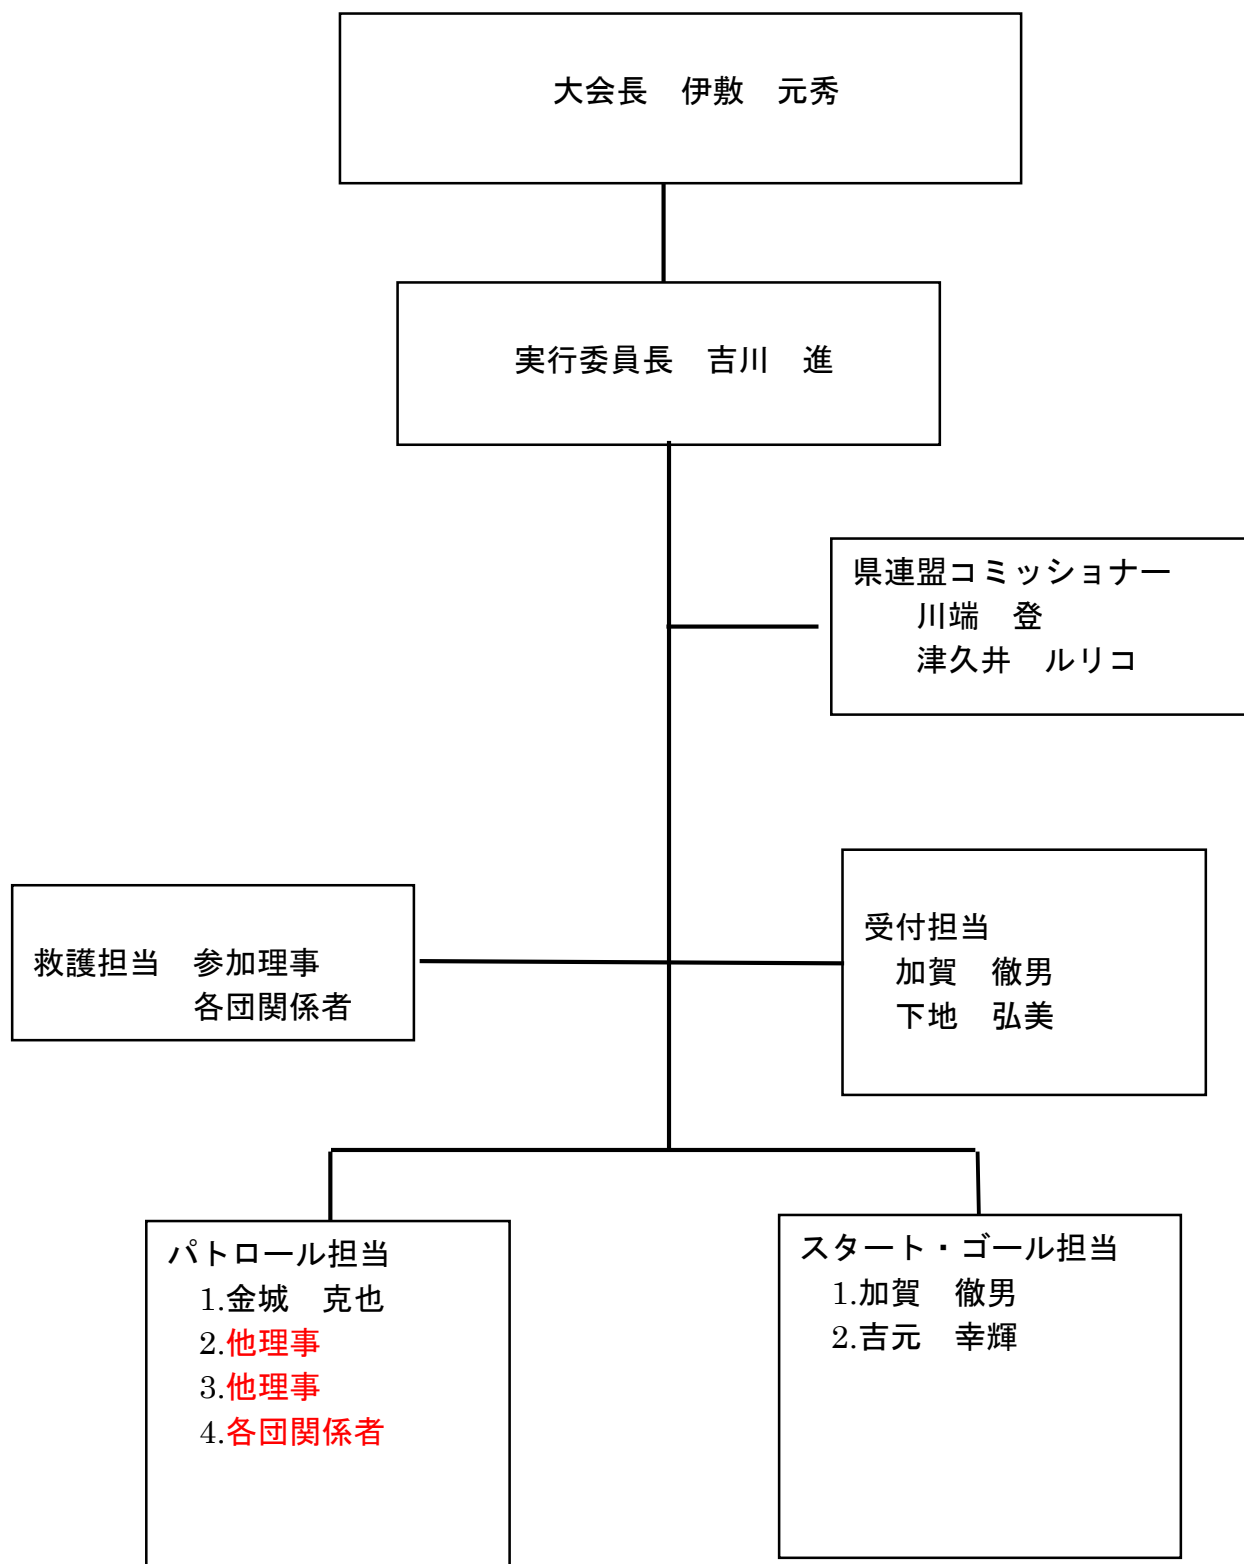 大会長　伊敷　元秀
実行委員長　吉川　進
県連盟コミッショナー
川端　登
津久井　ルリコ
救護担当　参加理事
各団関係者
受付担当
加賀　徹男
下地　弘美
パトロール担当
1.金城　克也
2.他理事
3.他理事
4.各団関係者
スタート・ゴール担当
1.加賀　徹男
2.吉元　幸輝